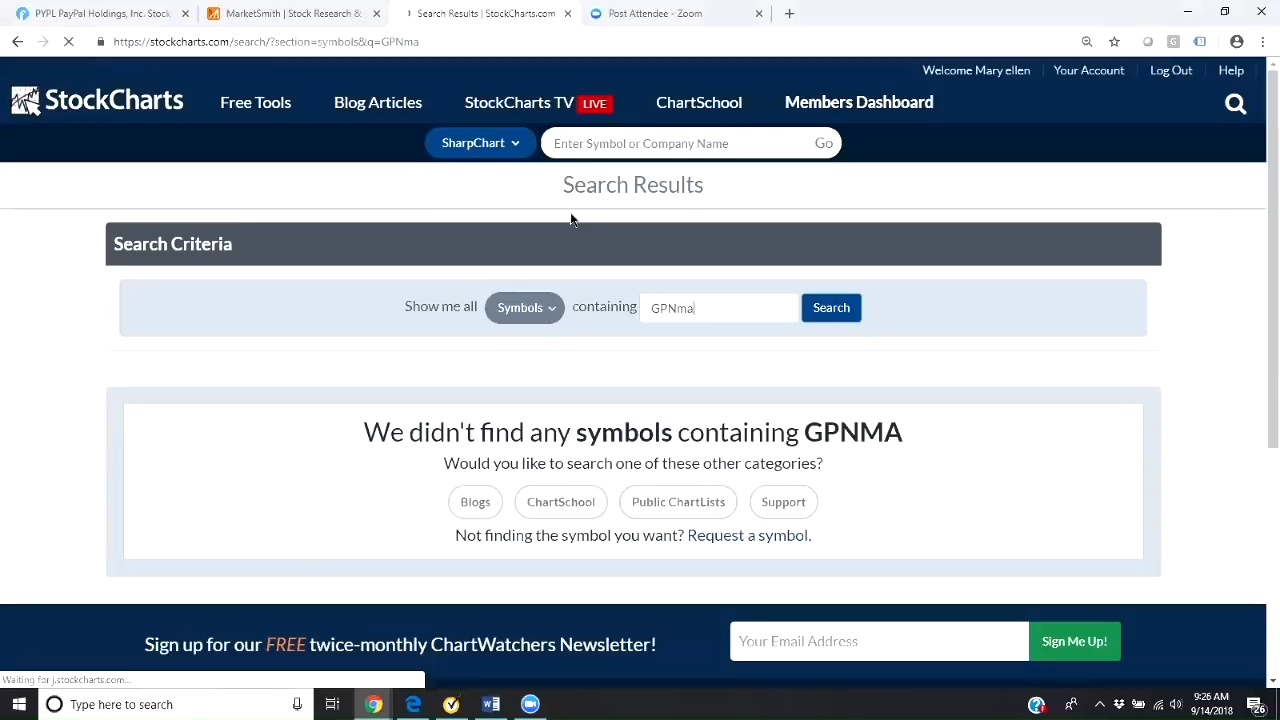 PYPL PayPal Holdings, Inc. Stock
MarketSmith | Stock Research &
Search Results | StockCharts.com
Post Attendee - Zoom
https://stockcharts.com/search/?section=symbols&q=GPNma
Welcome Mary ellen
Your Account
Log Out
Help
StockCharts
Free Tools
Blog Articles
StockCharts TV LIVE
ChartSchool
Members Dashboard
SharpChart
Enter Symbol or Company Name
Go
Search Results
Search Criteria
Show me all Symbols containing GPNma Search
We didn't find any symbols containing GPNMA
Would you like to search one of these other categories?
Blogs
ChartSchool
Public ChartLists
Support
Not finding the symbol you want? Request a symbol.
Sign up for our FREE twice-monthly ChartWatchers Newsletter!
Your Email Address
Sign Me Up!
Waiting for j.stockcharts.com...
Type here to search
9:26 AM
9/14/2018
26